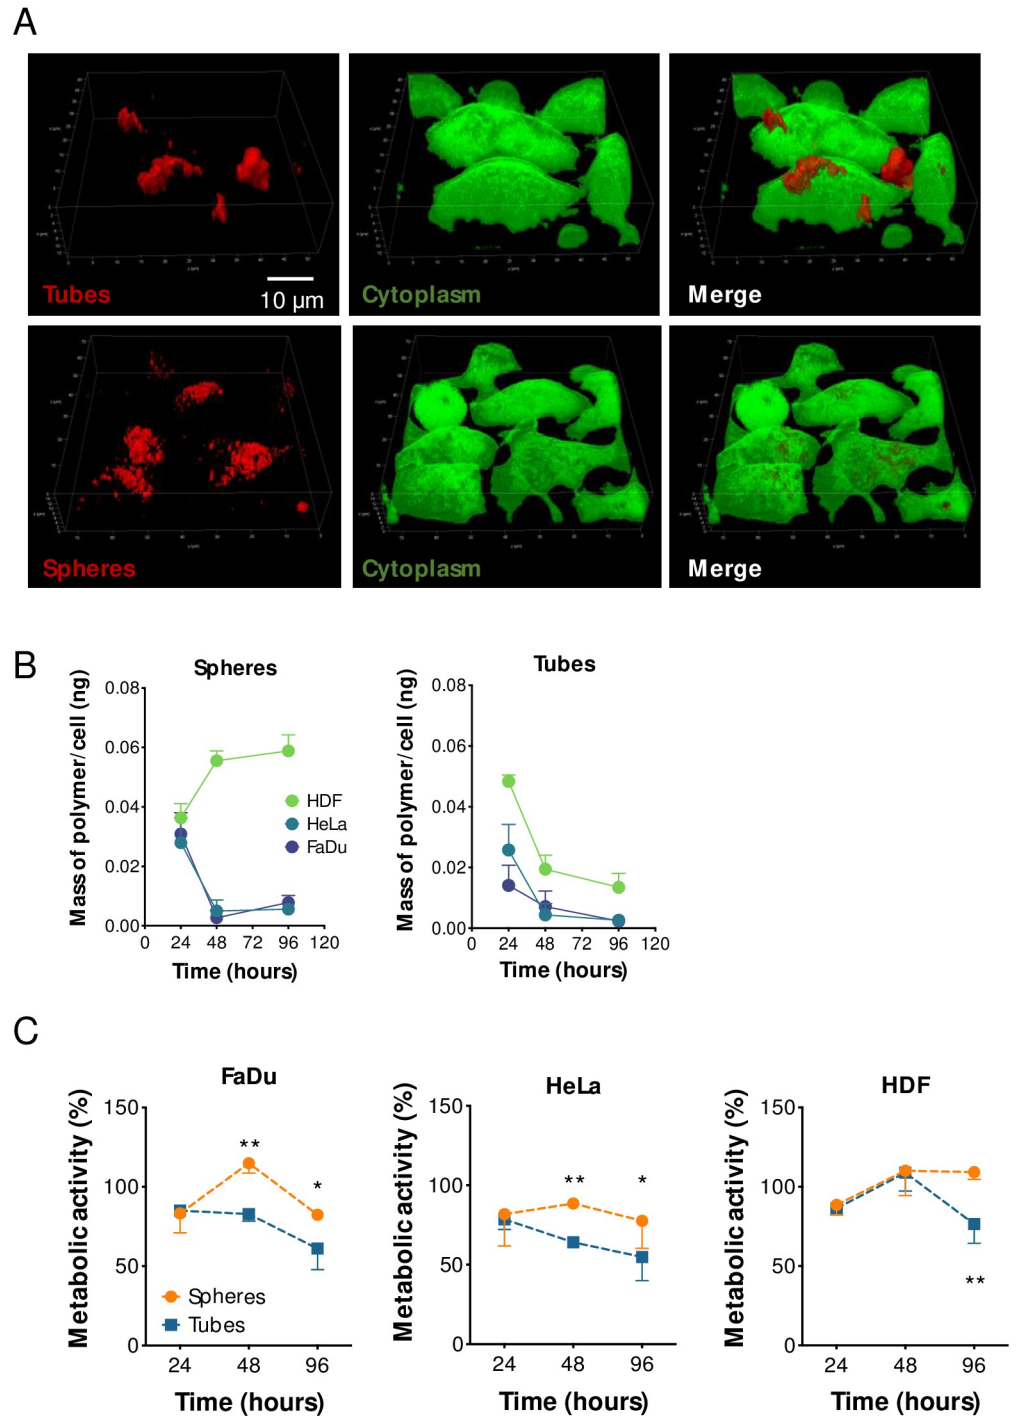 A
Tubes
10 µm
Cytoplasm
Merge
Spheres
Cytoplasm
Merge
B
Spheres
Mass of polymer/cell (ng)
0.08
0.06
0.04
0.02
0.00
0 24 48 72 96 120
Time (hours)
HDF
HeLa
FaDu
Tubes
Mass of polymer/cell (ng)
0.08
0.06
0.04
0.02
0.00
0 24 48 96 120
Time (hours)
C
FaDu
Metabolic activity (%)
150
100
50
0
**
*
Spheres
Tubes
24 48 96
Time (hours)
HeLa
Metabolic activity (%)
150
100
50
0
**
*
24 48 96
Time (hours)
HDF
Metabolic activity (%)
150
100
50
0
**
24 48 96
Time (hours)